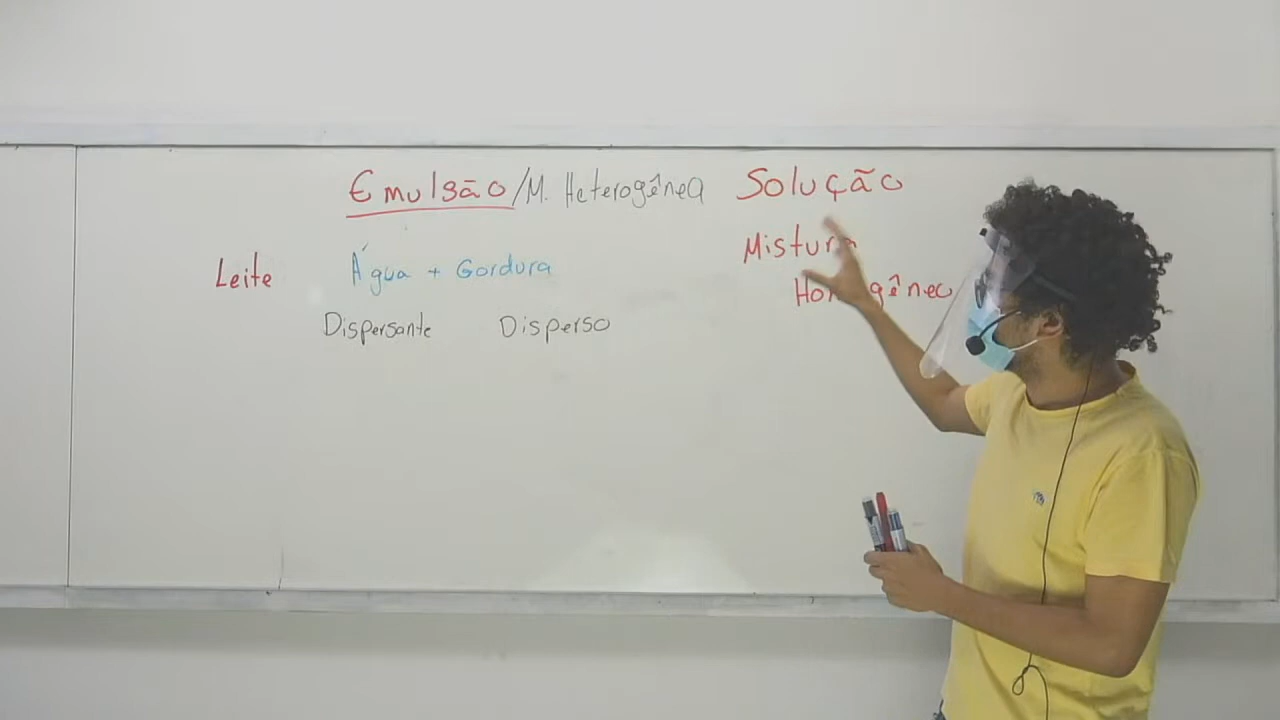 Emulsão/M. Heterogênea
Leite Água + Gordura
Dispersante Disperso
Solução
Mistura